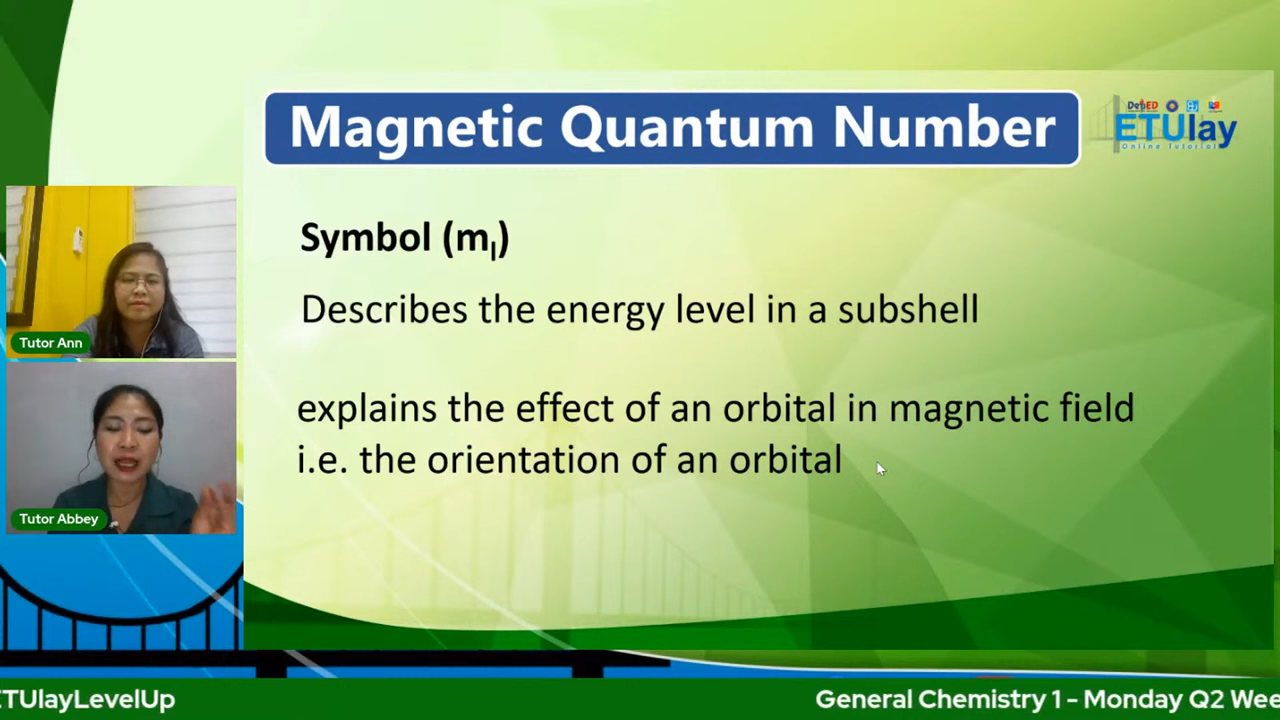 Magnetic Quantum Number
DepED
ETUlay
Online Tutorial
Symbol (ml)
Describes the energy level in a subshell
explains the effect of an orbital in magnetic field
i.e. the orientation of an orbital
Tutor Ann
Tutor Abbey
ETUlayLevelUp
General Chemistry 1 - Monday Q2 Wee